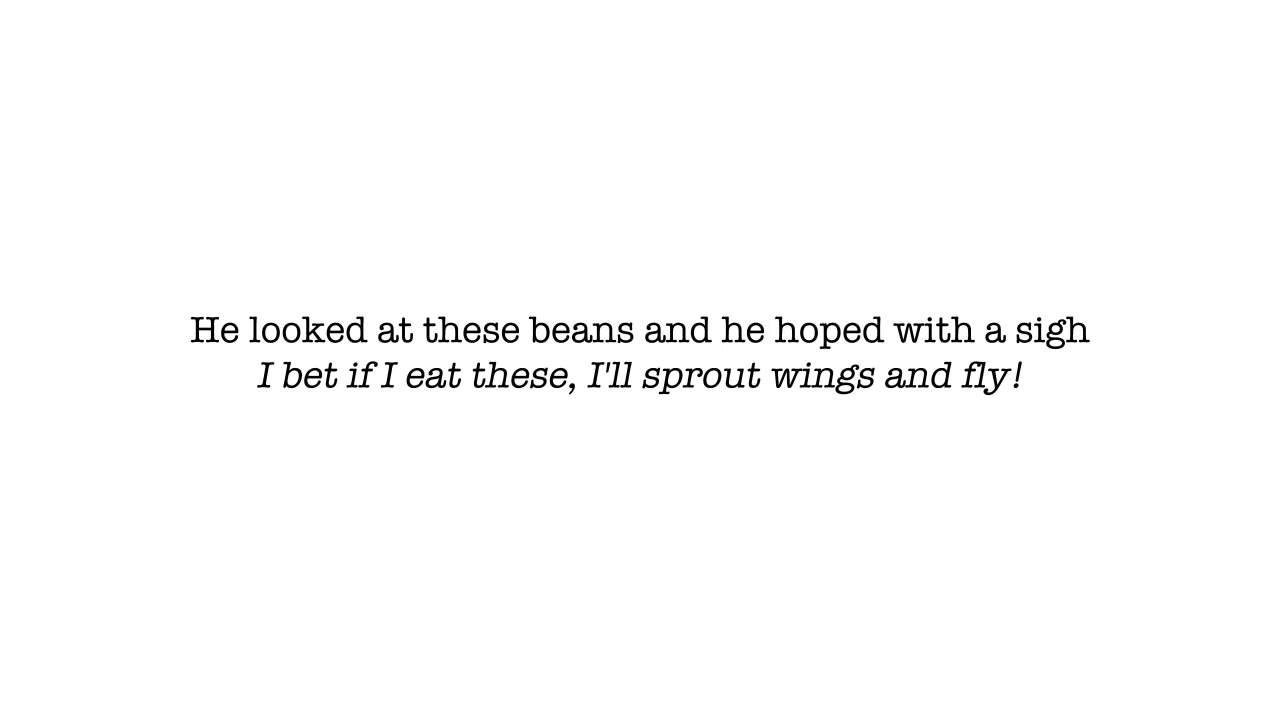 He looked at these beans and he hoped with a sigh
I bet if I eat these, I'll sprout wings and fly!